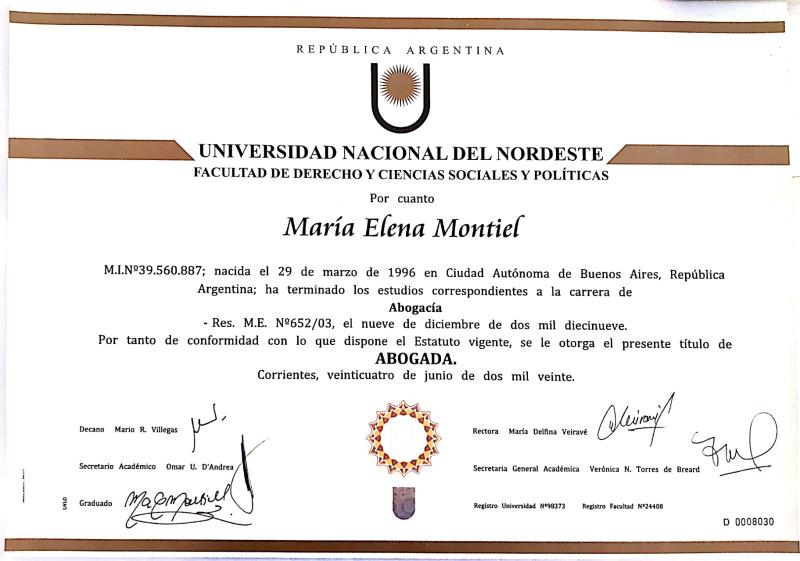 REPÚBLICA ARGENTINA
UNIVERSIDAD NACIONAL DEL NORDESTE
FACULTAD DE DERECHO Y CIENCIAS SOCIALES Y POLÍTICAS
Por cuanto
María Elena Montiel
M.I.Nº39.560.887; nacida el 29 de marzo de 1996 en Ciudad Autónoma de Buenos Aires, República
Argentina; ha terminado los estudios correspondientes a la carrera de
Abogacía
- Res. M.E. Nº652/03, el nueve de diciembre de dos mil diecinueve.
Por tanto de conformidad con lo que dispone el Estatuto vigente, se le otorga el presente título de
ABOGADA.
Corrientes, veinticuatro de junio de dos mil veinte.
Decano Mario R. Villegas
Secretario Académico Omar U. D'Andrea
Graduado
Rectora María Delfina Veiravé
Secretaria General Académica Verónica N. Torres de Breard
Registro Universidad Nº98373 Registro Facultad Nº24408
D 0008030